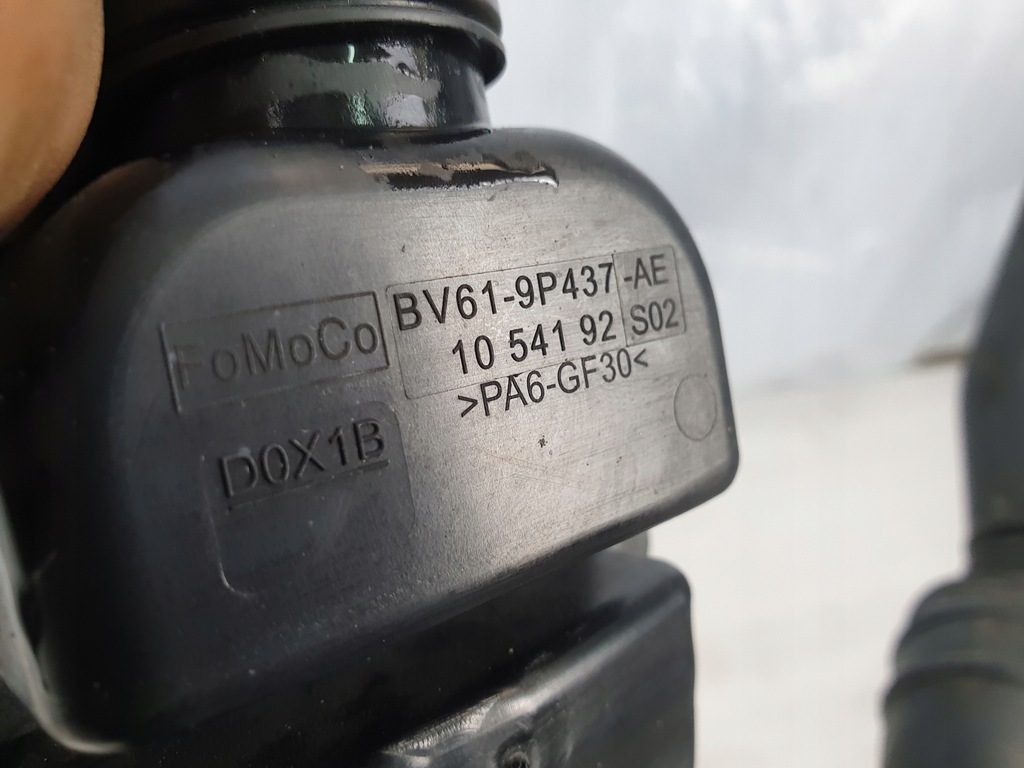 FoMoCo
BV61-9P437-AE
10 541 92 S02
>PA6-GF30<
D0X1B